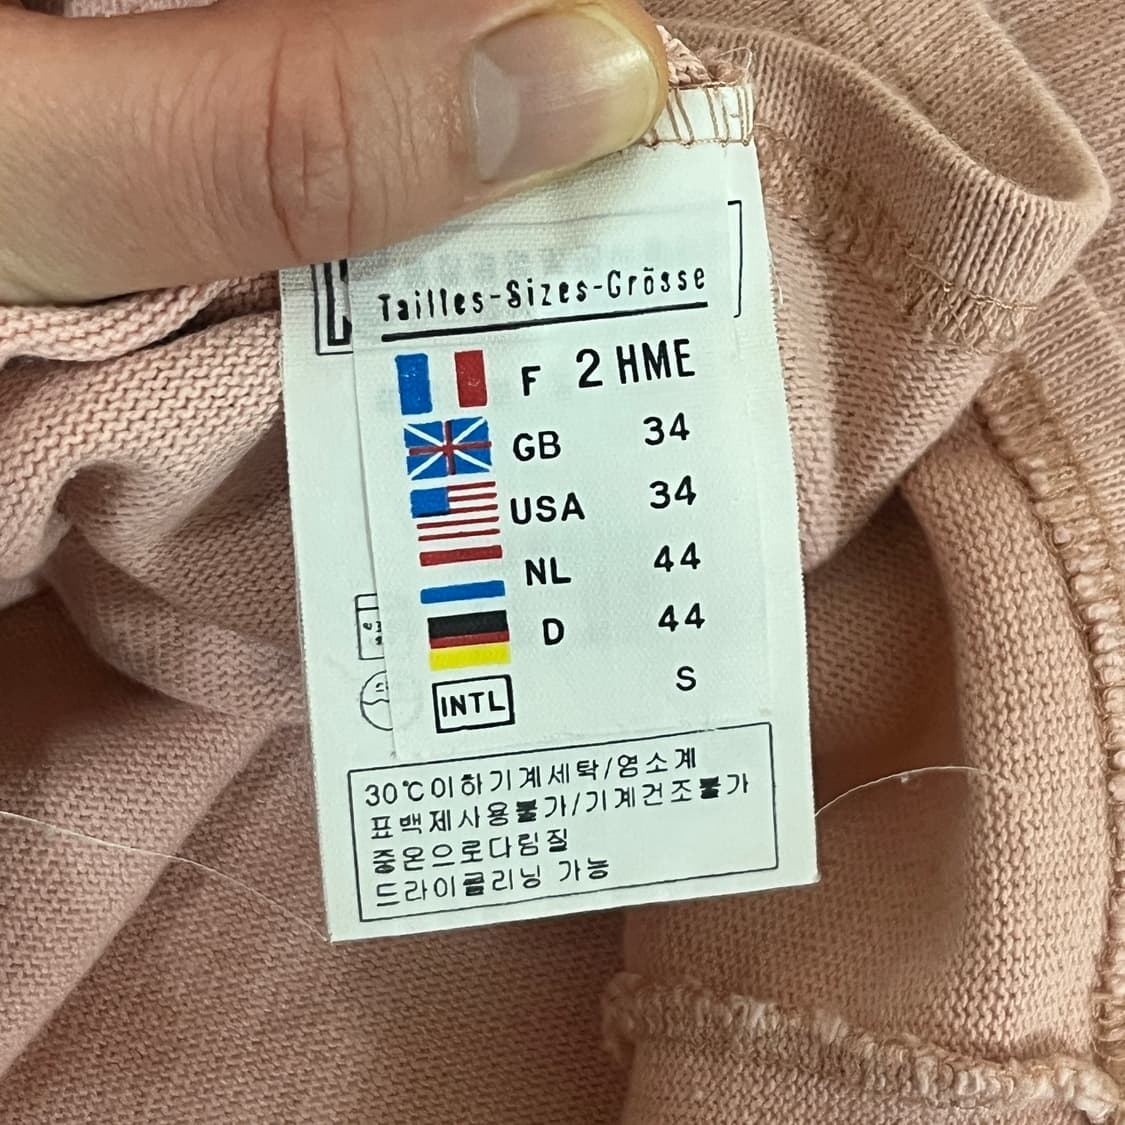 Tailles-Sizes-Grösse
F 2 HME
GB 34
USA 34
NL 44
D 44
INTL S
30℃이하기계세탁/영소계
표백제사용불가/기계건조불가
중온으로다림질
드라이클리닝 가능